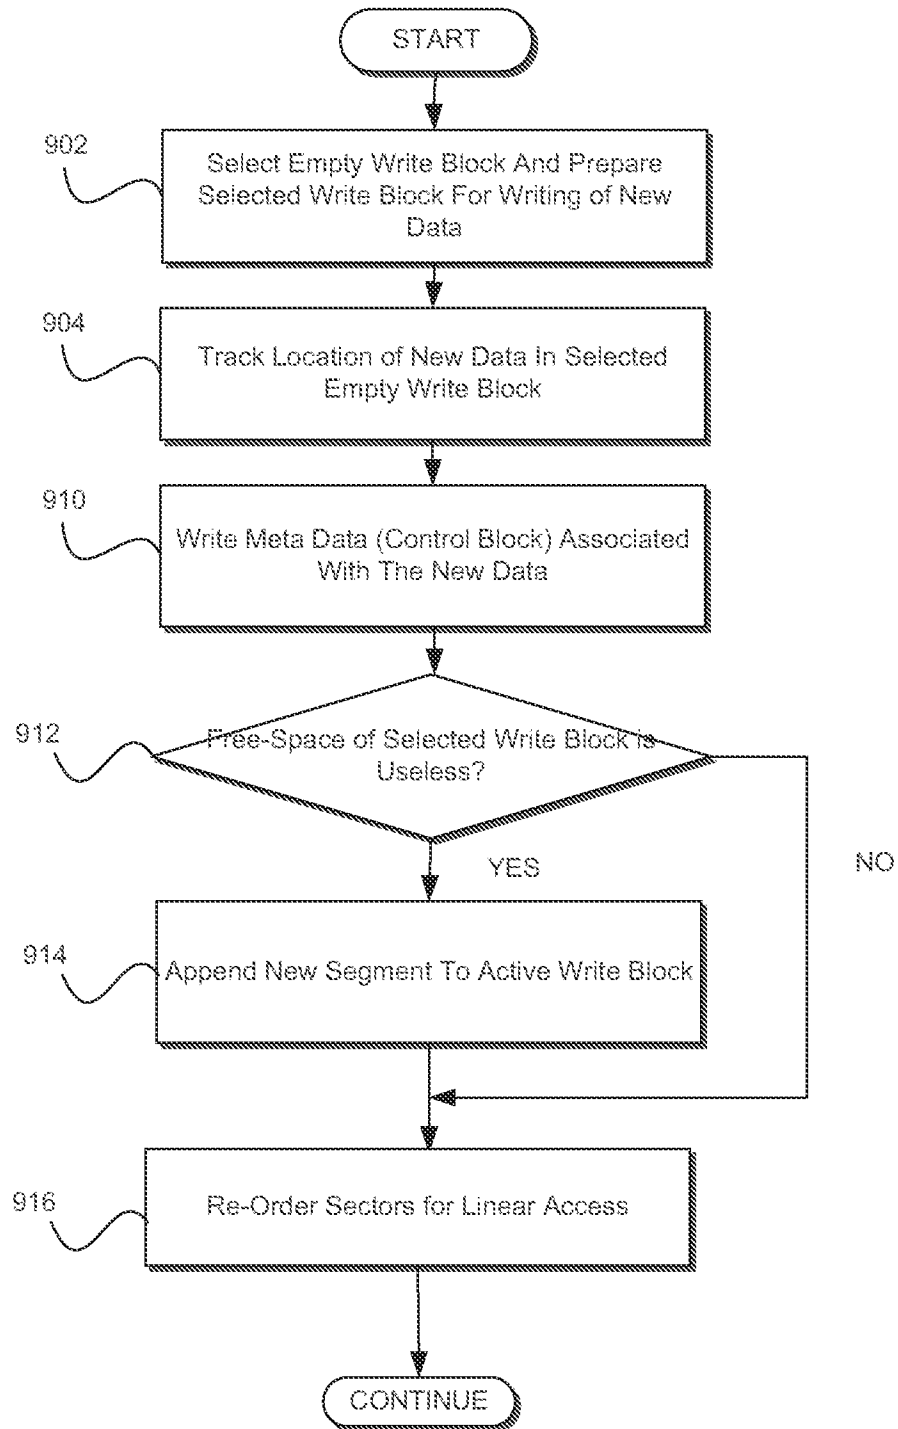 START
902
Select Empty Write Block And Prepare
Selected Write Block For Writing of New
Data
904
Track Location of New Data In Selected
Empty Write Block
910
Write Meta Data (Control Block) Associated
With The New Data
912
Free-Space of Selected Write Block is
Useless?
YES
NO
914
Append New Segment To Active Write Block
916
Re-Order Sectors for Linear Access
CONTINUE